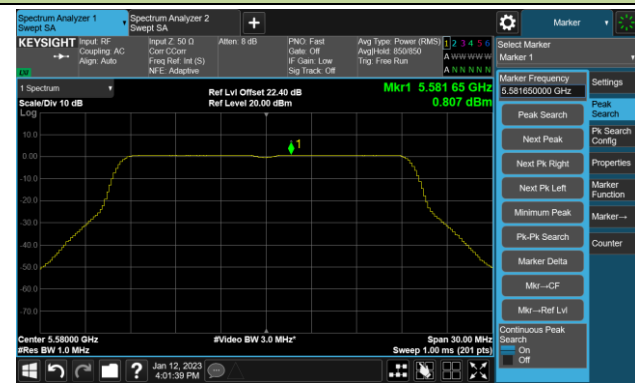 Spectrum Analyzer 1
Swept SA
Spectrum Analyzer 2
Swept SA
+
Marker
KEYSIGHT
Input: RF
Coupling: AC
Align: Auto
Input Z: 50 Ω
Corr CCorr
Freq Ref: Int (S)
NFE: Adaptive
Atten: 8 dB
PNO: Fast
Gate: Off
IF Gain: Low
Sig Track: Off
Avg Type: Power (RMS)
Avg|Hold: 850/850
Trig: Free Run
1 2 3 4 5 6
A W W W W W
A N N N N N
Select Marker
Marker 1
1 Spectrum
Scale/Div 10 dB
Log
Ref Lvl Offset 22.40 dB
Ref Level 20.00 dBm
Mkr1 5.581 65 GHz
0.807 dBm
Marker Frequency
5.581650000 GHz
Peak Search
Next Peak
Next Pk Right
Next Pk Left
Minimum Peak
Pk-Pk Search
Marker Delta
Mkr→CF
Mkr→Ref Lvl
Continuous Peak
Search
On
Off
Settings
Peak
Search
Pk Search
Config
Properties
Marker
Function
Marker→
Counter
10.0
0.00
-10.0
-20.0
-30.0
-40.0
-50.0
-60.0
-70.0
1
Center 5.58000 GHz
#Res BW 1.0 MHz
#Video BW 3.0 MHz*
Span 30.00 MHz
Sweep 1.00 ms (201 pts)
?
Jan 12, 2023
4:01:39 PM